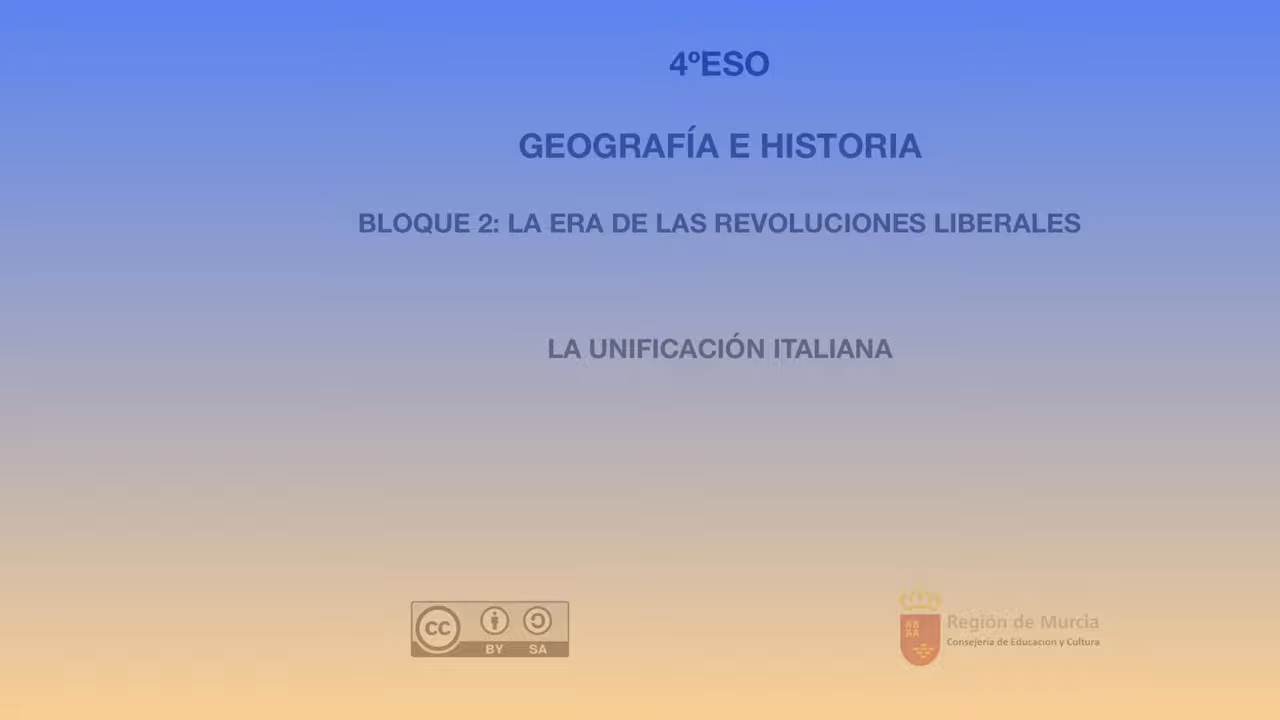 4ºESO
GEOGRAFÍA E HISTORIA
BLOQUE 2: LA ERA DE LAS REVOLUCIONES LIBERALES
LA UNIFICACIÓN ITALIANA
cc
BY SA
Región de Murcia
Consejería de Educación y Cultura